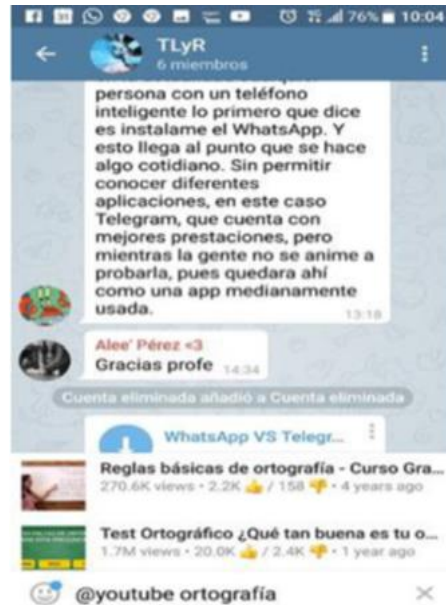 76% 10:04
TLyR
6 miembros
persona con un teléfono
inteligente lo primero que dice
es instalame el WhatsApp. Y
esto llega al punto que se hace
algo cotidiano. Sin permitir
conocer diferentes
aplicaciones, en este caso
Telegram, que cuenta con
mejores prestaciones, pero
mientras la gente no se anime a
probarla, pues quedara ahí
como una app medianamente
usada.
13:18
Alee' Pérez <3
Gracias profe 14:34
Cuenta eliminada añadió a Cuenta eliminada
WhatsApp VS Telegr...
Reglas básicas de ortografía - Curso Gra...
270.6K views • 2.2K 👍 / 158 👎 • 4 years ago
Test Ortográfico ¿Qué tan buena es tu o...
1.7M views • 20.0K 👍 / 2.4K 👎 • 1 year ago
@youtube ortografía